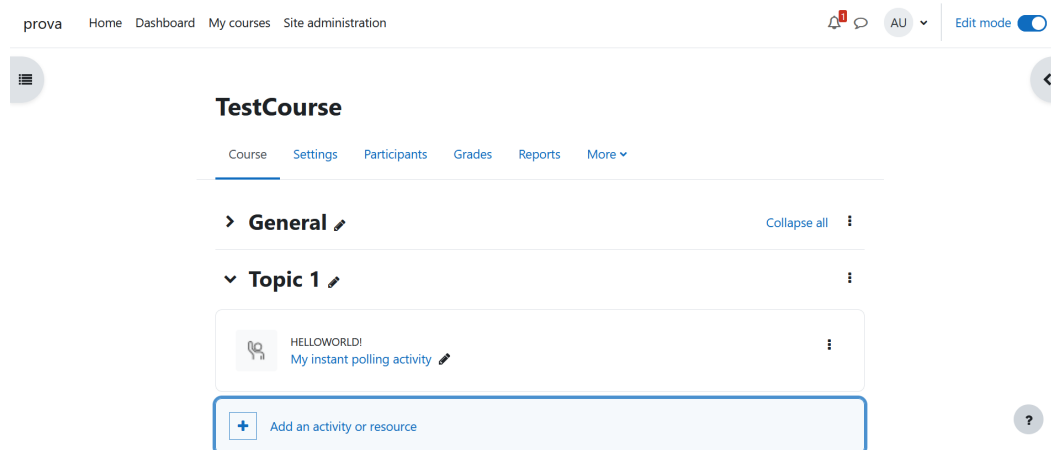 prova Home Dashboard My courses Site administration 1 AU Edit mode
TestCourse
Course Settings Participants Grades Reports More
General Collapse all
Topic 1
HELLOWORLD!
My instant polling activity
+ Add an activity or resource
?